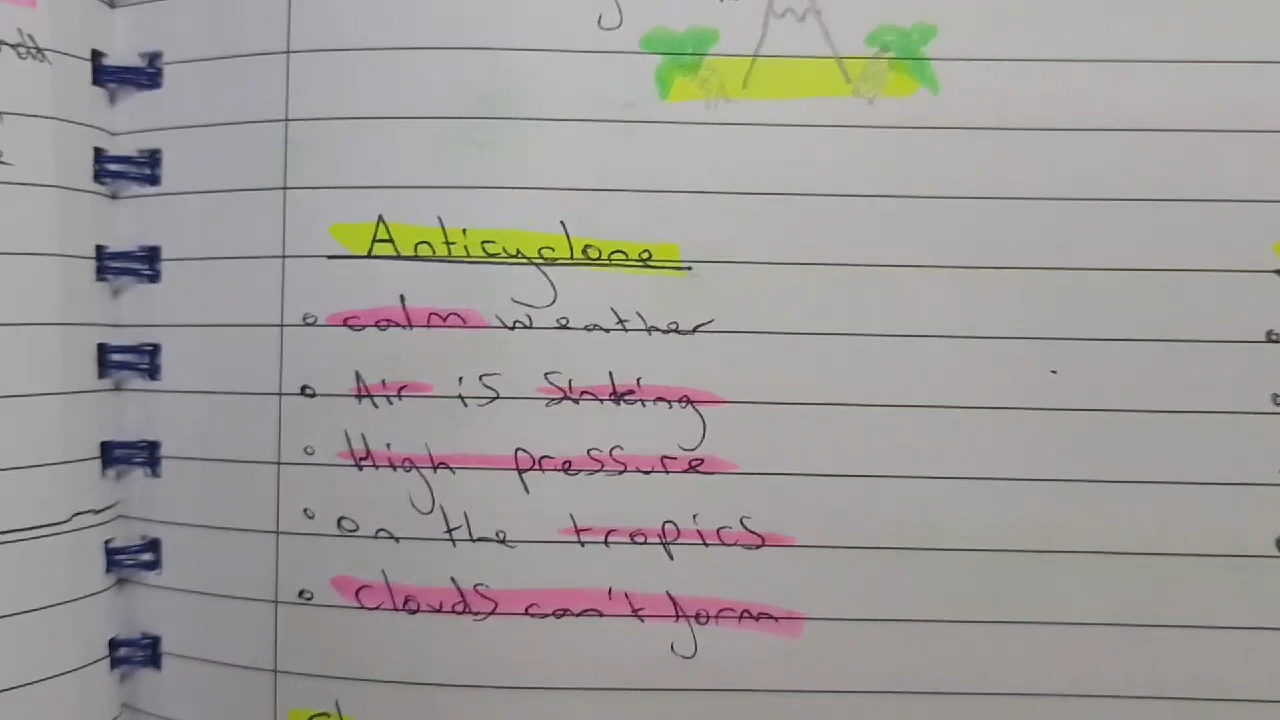 Anticyclone
• calm weather
• Air is Sinking
• High pressure
• on the tropics
• Clouds can't form